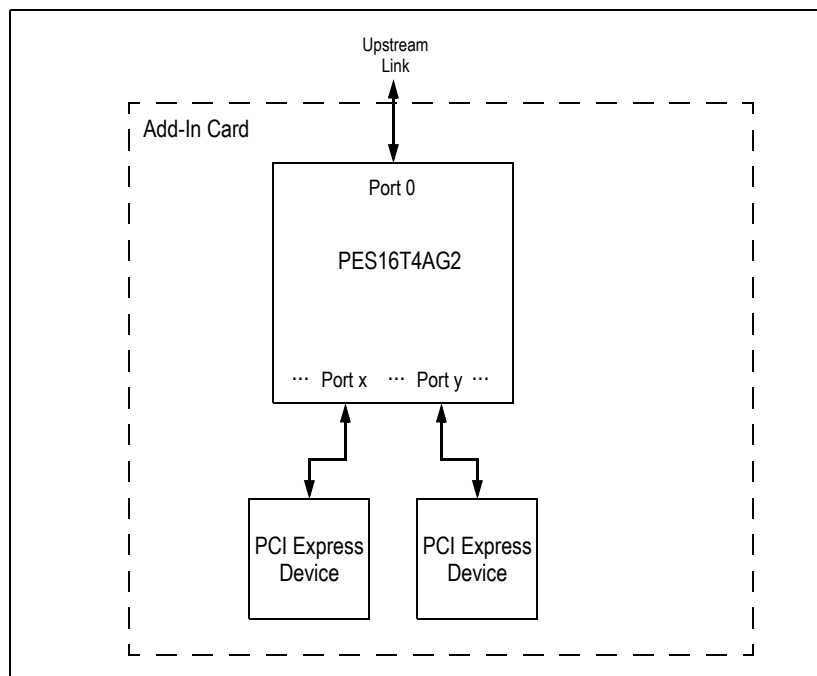 Upstream
Link
Add-In Card
Port 0
PES16T4AG2
... Port x ... Port y ...
PCI Express
Device
PCI Express
Device